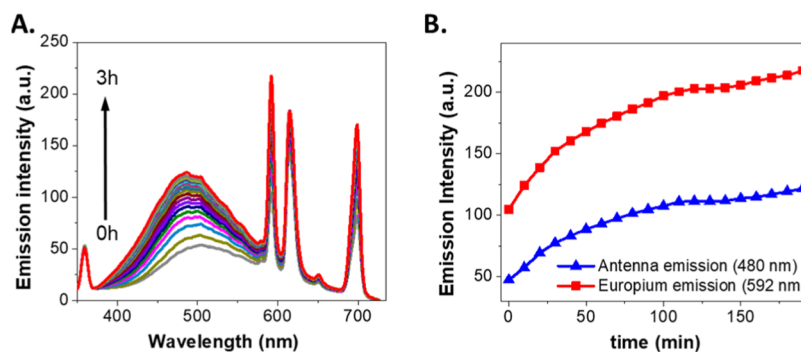 A.
250
200
150
100
50
0
Emission intensity (a.u.)
3h
0h
400
500
600
700
Wavelength (nm)
B.
200
150
100
50
Emission Intensity (a.u.)
Antenna emission (480 nm)
Europium emission (592 nm
0
50
100
150
time (min)